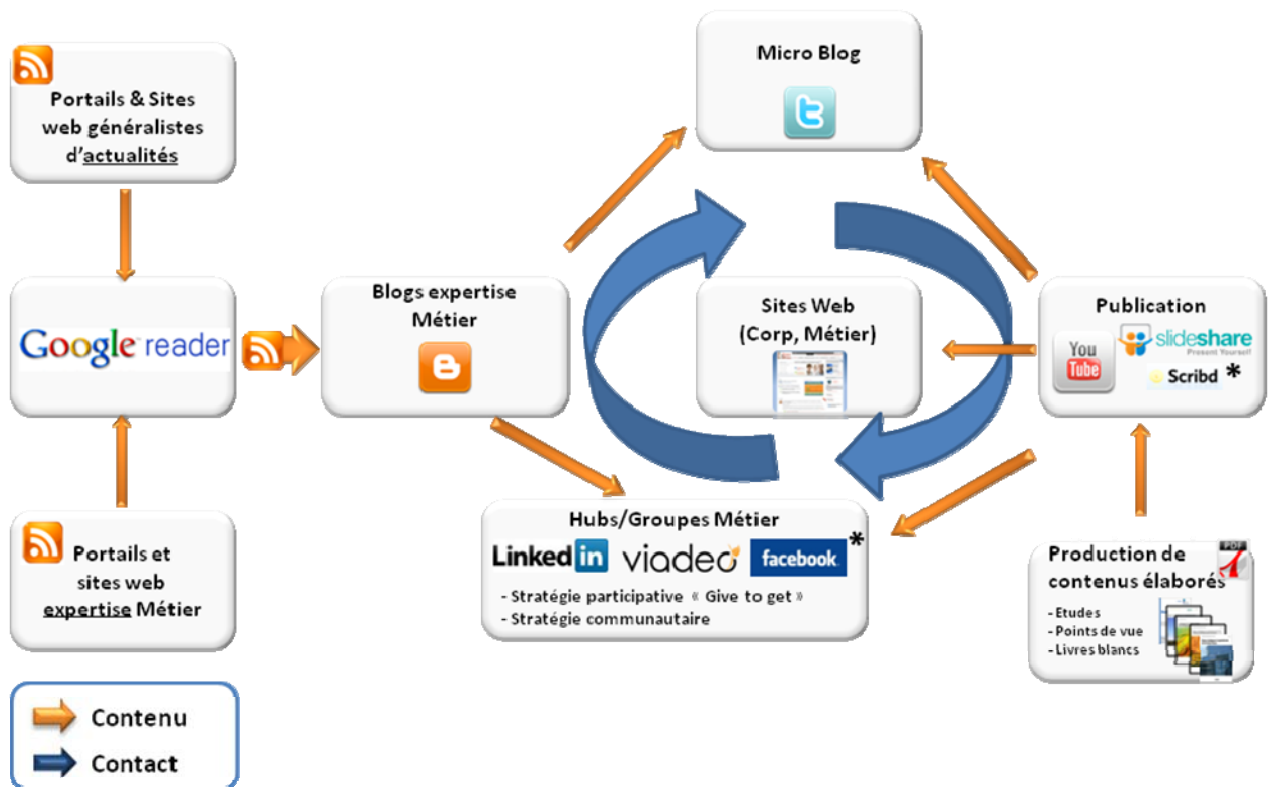 Portails & Sites
web généralistes
d'actualités
Google reader
Portails et
sites web
expertise Métier
Contenu
Contact
Blogs expertise
Métier
Micro Blog
Sites Web
(Corp, Métier)
Hubs/Groupes Métier
Linked in viadeo facebook *
- Stratégie participative « Give to get »
- Stratégie communautaire
Publication
You
Tube
slideshare
Present Yourself
Scribd *
Production de
contenus élaborés
PDF
- Etudes
- Points de vue
- Livres blancs